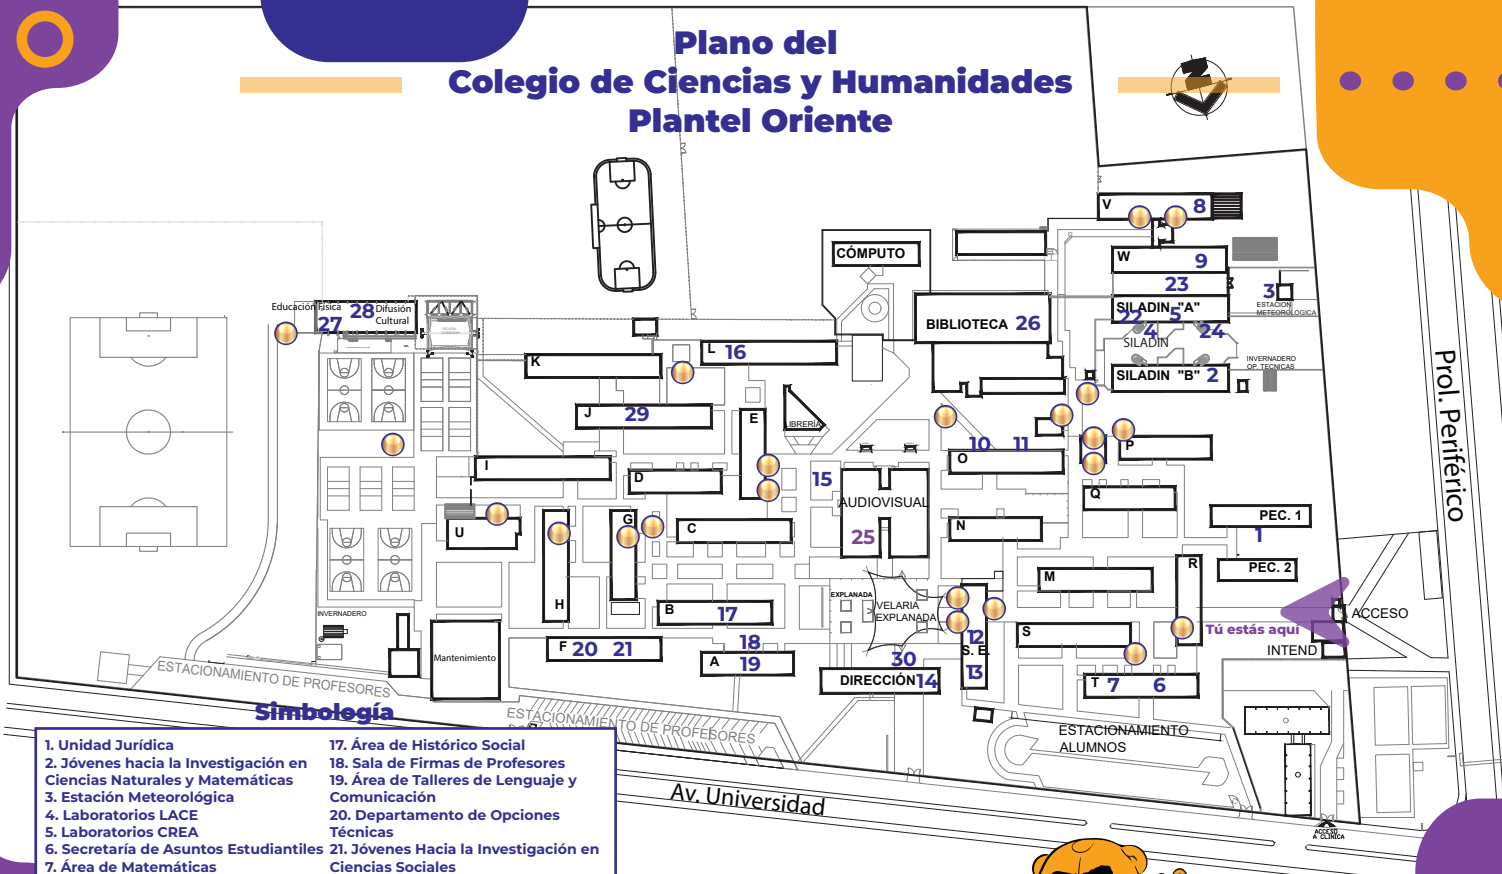 Plano del
Colegio de Ciencias y Humanidades
Plantel Oriente
V
8
W
9
23
3
ESTACION
METEOROLOGICA
SILADIN "A"
22
5
4
24
SILADIN
INVERNADERO
OP. TECNICAS
SILADIN "B" 2
CÓMPUTO
BIBLIOTECA 26
Educación Física
27
28
Difusión
Cultural
L 16
K
J 29
E
LIBRERÍA
I
D
15
AUDIOVISUAL
25
10
11
O
P
Q
PEC. 1
1
PEC. 2
N
C
G
U
H
M
R
EXPLANADA
VELARIA
EXPLANADA
B 17
S
12
S. E.
13
Tú estás aquí
ACCESO
INTEND
Prol. Periférico
INVERNADERO
Mantenimiento
F 20 21
18
A 19
30
DIRECCIÓN 14
T 7 6
ESTACIONAMIENTO DE PROFESORES
ESTACIONAMIENTO DE PROFESORES
ESTACIONAMIENTO
ALUMNOS
Av. Universidad
ACCESO
A CLINICA
Simbología
1. Unidad Jurídica
2. Jóvenes hacia la Investigación en
Ciencias Naturales y Matemáticas
3. Estación Meteorológica
4. Laboratorios LACE
5. Laboratorios CREA
6. Secretaría de Asuntos Estudiantiles
7. Área de Matemáticas
17. Área de Histórico Social
18. Sala de Firmas de Profesores
19. Área de Talleres de Lenguaje y
Comunicación
20. Departamento de Opciones
Técnicas
21. Jóvenes Hacia la Investigación en
Ciencias Sociales